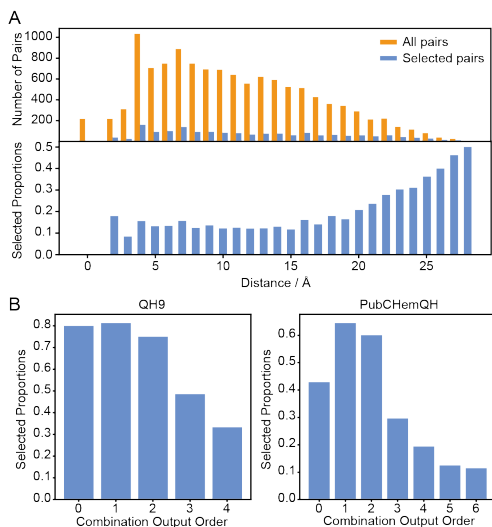 A
1000
800
600
400
200
Number of Pairs
All pairs
Selected pairs
0.5
0.4
0.3
0.2
0.1
0.0
Selected Proportions
0 5 10 15 20 25
Distance / Å
B
QH9
0.8
0.7
0.6
0.5
0.4
0.3
0.2
0.1
0.0
Selected Proportions
0 1 2 3 4
Combination Output Order
PubCHemQH
0.6
0.5
0.4
0.3
0.2
0.1
0.0
Selected Proportions
0 1 2 3 4 5 6
Combination Output Order